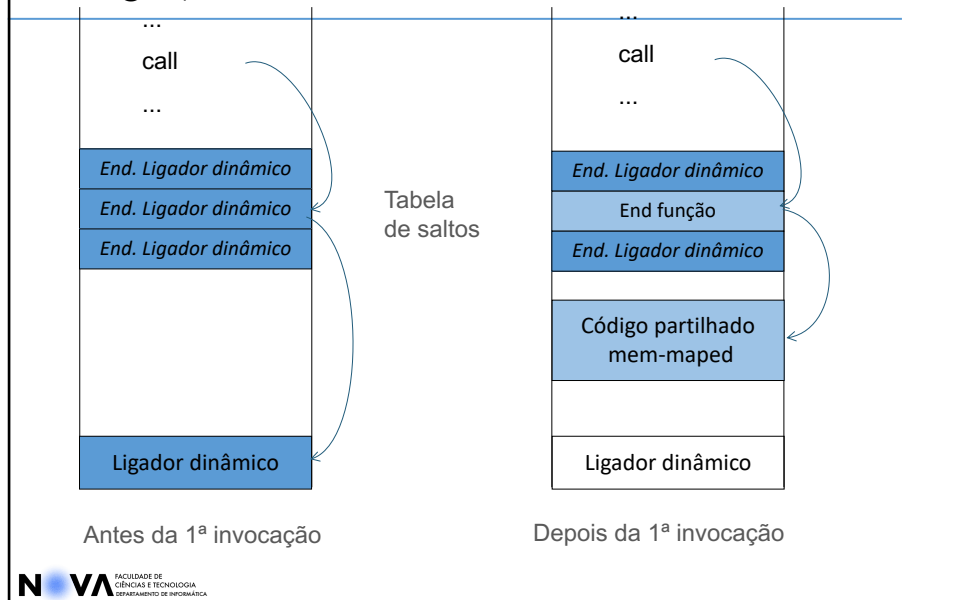 ...
call
...
End. Ligador dinâmico
End. Ligador dinâmico
End. Ligador dinâmico
Ligador dinâmico
Antes da 1ª invocação
Tabela
de saltos
...
call
...
End. Ligador dinâmico
End função
End. Ligador dinâmico
Código partilhado
mem-maped
Ligador dinâmico
Depois da 1ª invocação
NOVA
FACULDADE DE
CIÊNCIAS E TECNOLOGIA
DEPARTAMENTO DE INFORMÁTICA